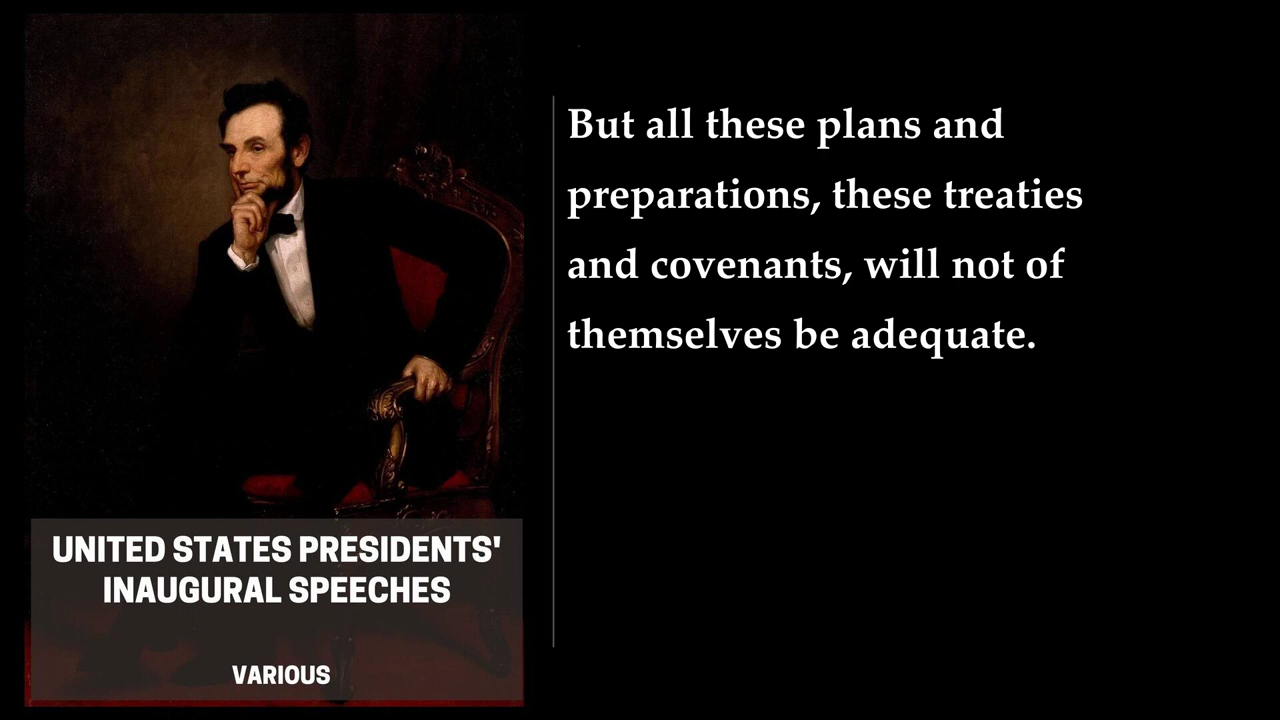 But all these plans and
preparations, these treaties
and covenants, will not of
themselves be adequate.
UNITED STATES PRESIDENTS'
INAUGURAL SPEECHES
VARIOUS